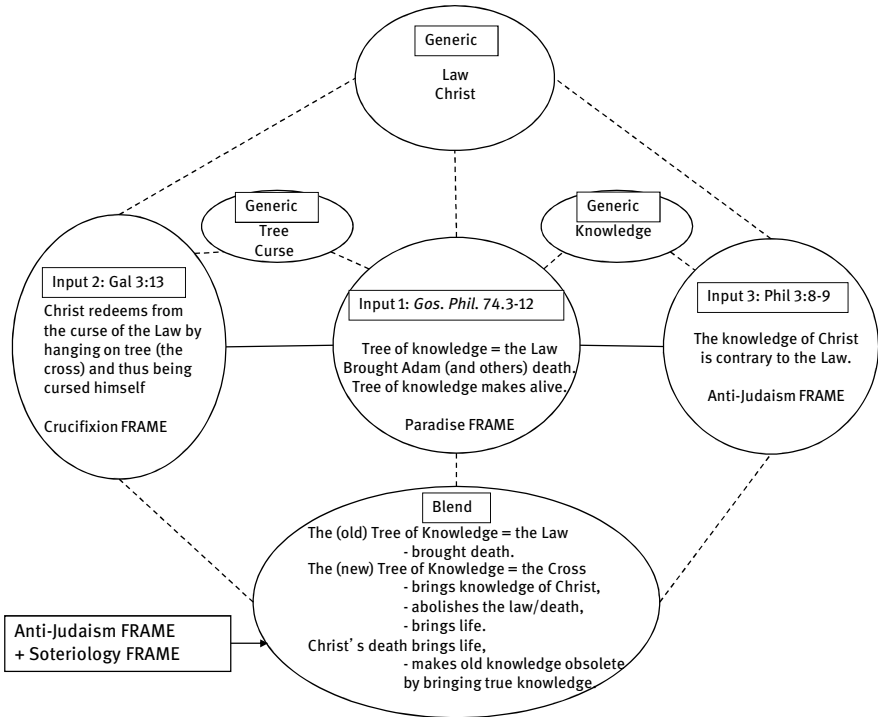 Generic
Law
Christ
Generic
Tree
Curse
Generic
Knowledge
Input 2: Gal 3:13
Christ redeems from
the curse of the Law by
hanging on tree (the
cross) and thus being
cursed himself
Crucifixion FRAME
Input 1: Gos. Phil. 74.3-12
Tree of knowledge = the Law
Brought Adam (and others) death.
Tree of knowledge makes alive.
Paradise FRAME
Input 3: Phil 3:8-9
The knowledge of Christ
is contrary to the Law.
Anti-Judaism FRAME
Blend
The (old) Tree of Knowledge = the Law
- brought death.
The (new) Tree of Knowledge = the Cross
- brings knowledge of Christ,
- abolishes the law/death,
- brings life.
Christ's death brings life,
- makes old knowledge obsolete
by bringing true knowledge.
Anti-Judaism FRAME
+ Soteriology FRAME